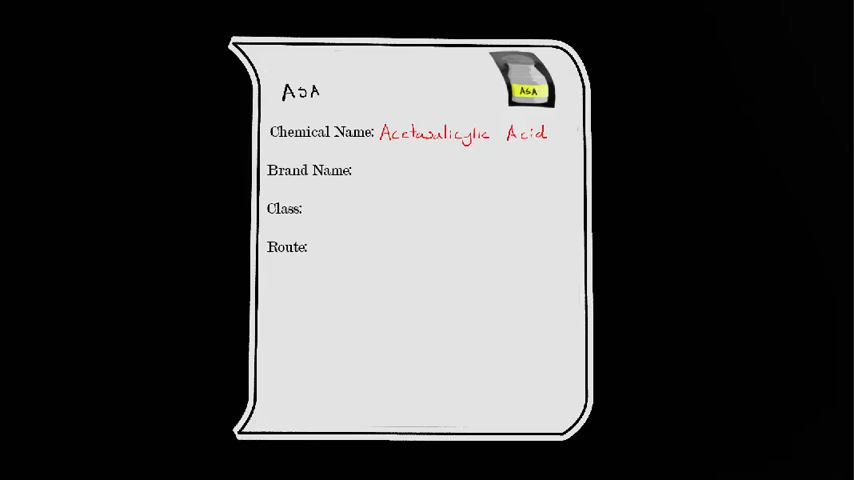 ASA
ASA
Chemical Name: Acetasalicylic Acid
Brand Name:
Class:
Route: